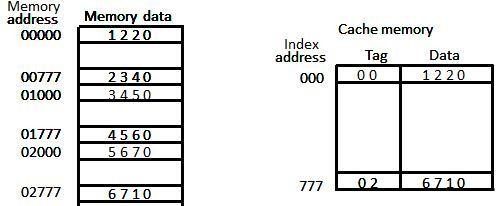 Memory
address
Memory data
00000
1220
00777
2340
01000
3450
01777
4560
02000
5670
02777
6710
Cache memory
Index
address
Tag
Data
000
00
1220
777
02
6710